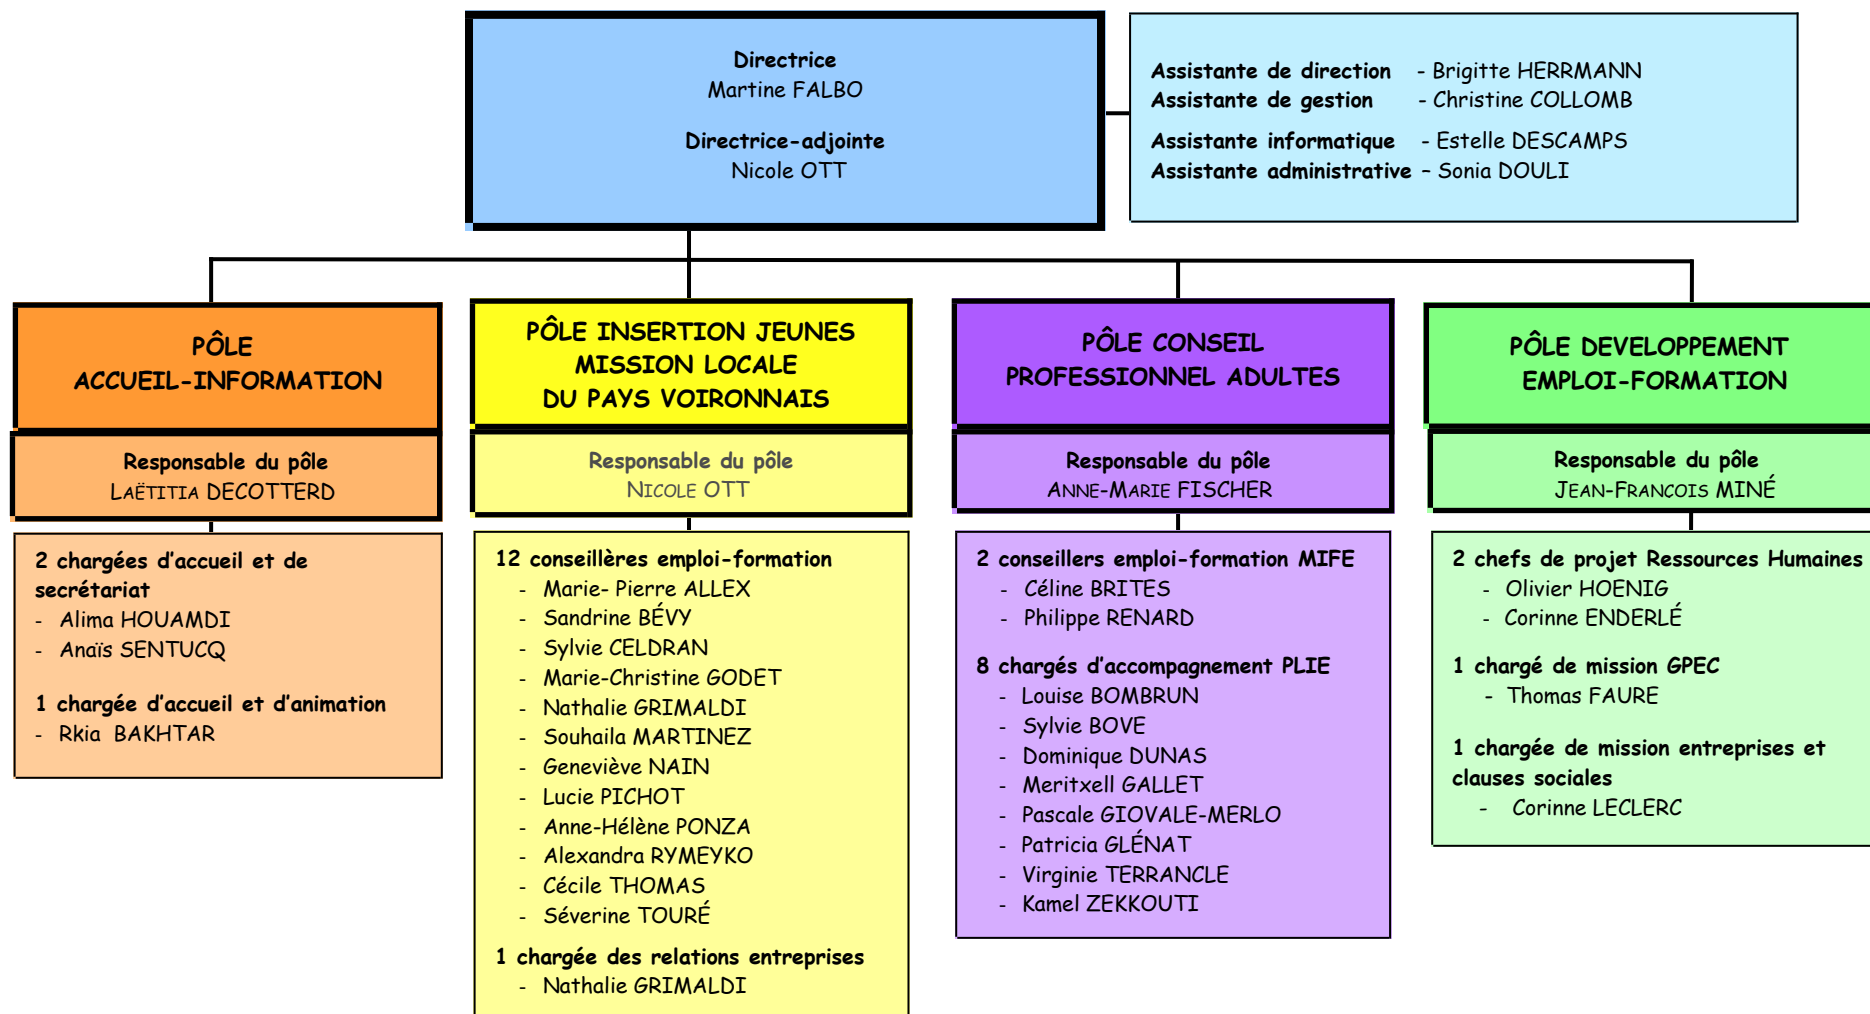 Directrice
Martine FALBO
Directrice-adjointe
Nicole OTT
Assistante de direction - Brigitte HERRMANN
Assistante de gestion - Christine COLLOMB
Assistante informatique - Estelle DESCAMPS
Assistante administrative – Sonia DOULI
PÔLE
ACCUEIL-INFORMATION
Responsable du pôle
LAËTITIA DECOTTERD
2 chargées d'accueil et de
secrétariat
- Alima HOUAMDI
- Anaïs SENTUCQ
1 chargée d'accueil et d'animation
- Rkia BAKHTAR
PÔLE INSERTION JEUNES
MISSION LOCALE
DU PAYS VOIRONNAIS
Responsable du pôle
NICOLE OTT
12 conseillères emploi-formation
- Marie- Pierre ALLEX
- Sandrine BÉVY
- Sylvie CELDRAN
- Marie-Christine GODET
- Nathalie GRIMALDI
- Souhaila MARTINEZ
- Geneviève NAIN
- Lucie PICHOT
- Anne-Hélène PONZA
- Alexandra RYMEYKO
- Cécile THOMAS
- Séverine TOURÉ
1 chargée des relations entreprises
- Nathalie GRIMALDI
PÔLE CONSEIL
PROFESSIONNEL ADULTES
Responsable du pôle
ANNE-MARIE FISCHER
2 conseillers emploi-formation MIFE
- Céline BRITES
- Philippe RENARD
8 chargés d'accompagnement PLIE
- Louise BOMBRUN
- Sylvie BOVE
- Dominique DUNAS
- Meritxell GALLET
- Pascale GIOVALE-MERLO
- Patricia GLÉNAT
- Virginie TERRANCLE
- Kamel ZEKKOUTI
PÔLE DEVELOPPEMENT
EMPLOI-FORMATION
Responsable du pôle
JEAN-FRANCOIS MINÉ
2 chefs de projet Ressources Humaines
- Olivier HOENIG
- Corinne ENDERLÉ
1 chargé de mission GPEC
- Thomas FAURE
1 chargée de mission entreprises et
clauses sociales
- Corinne LECLERC